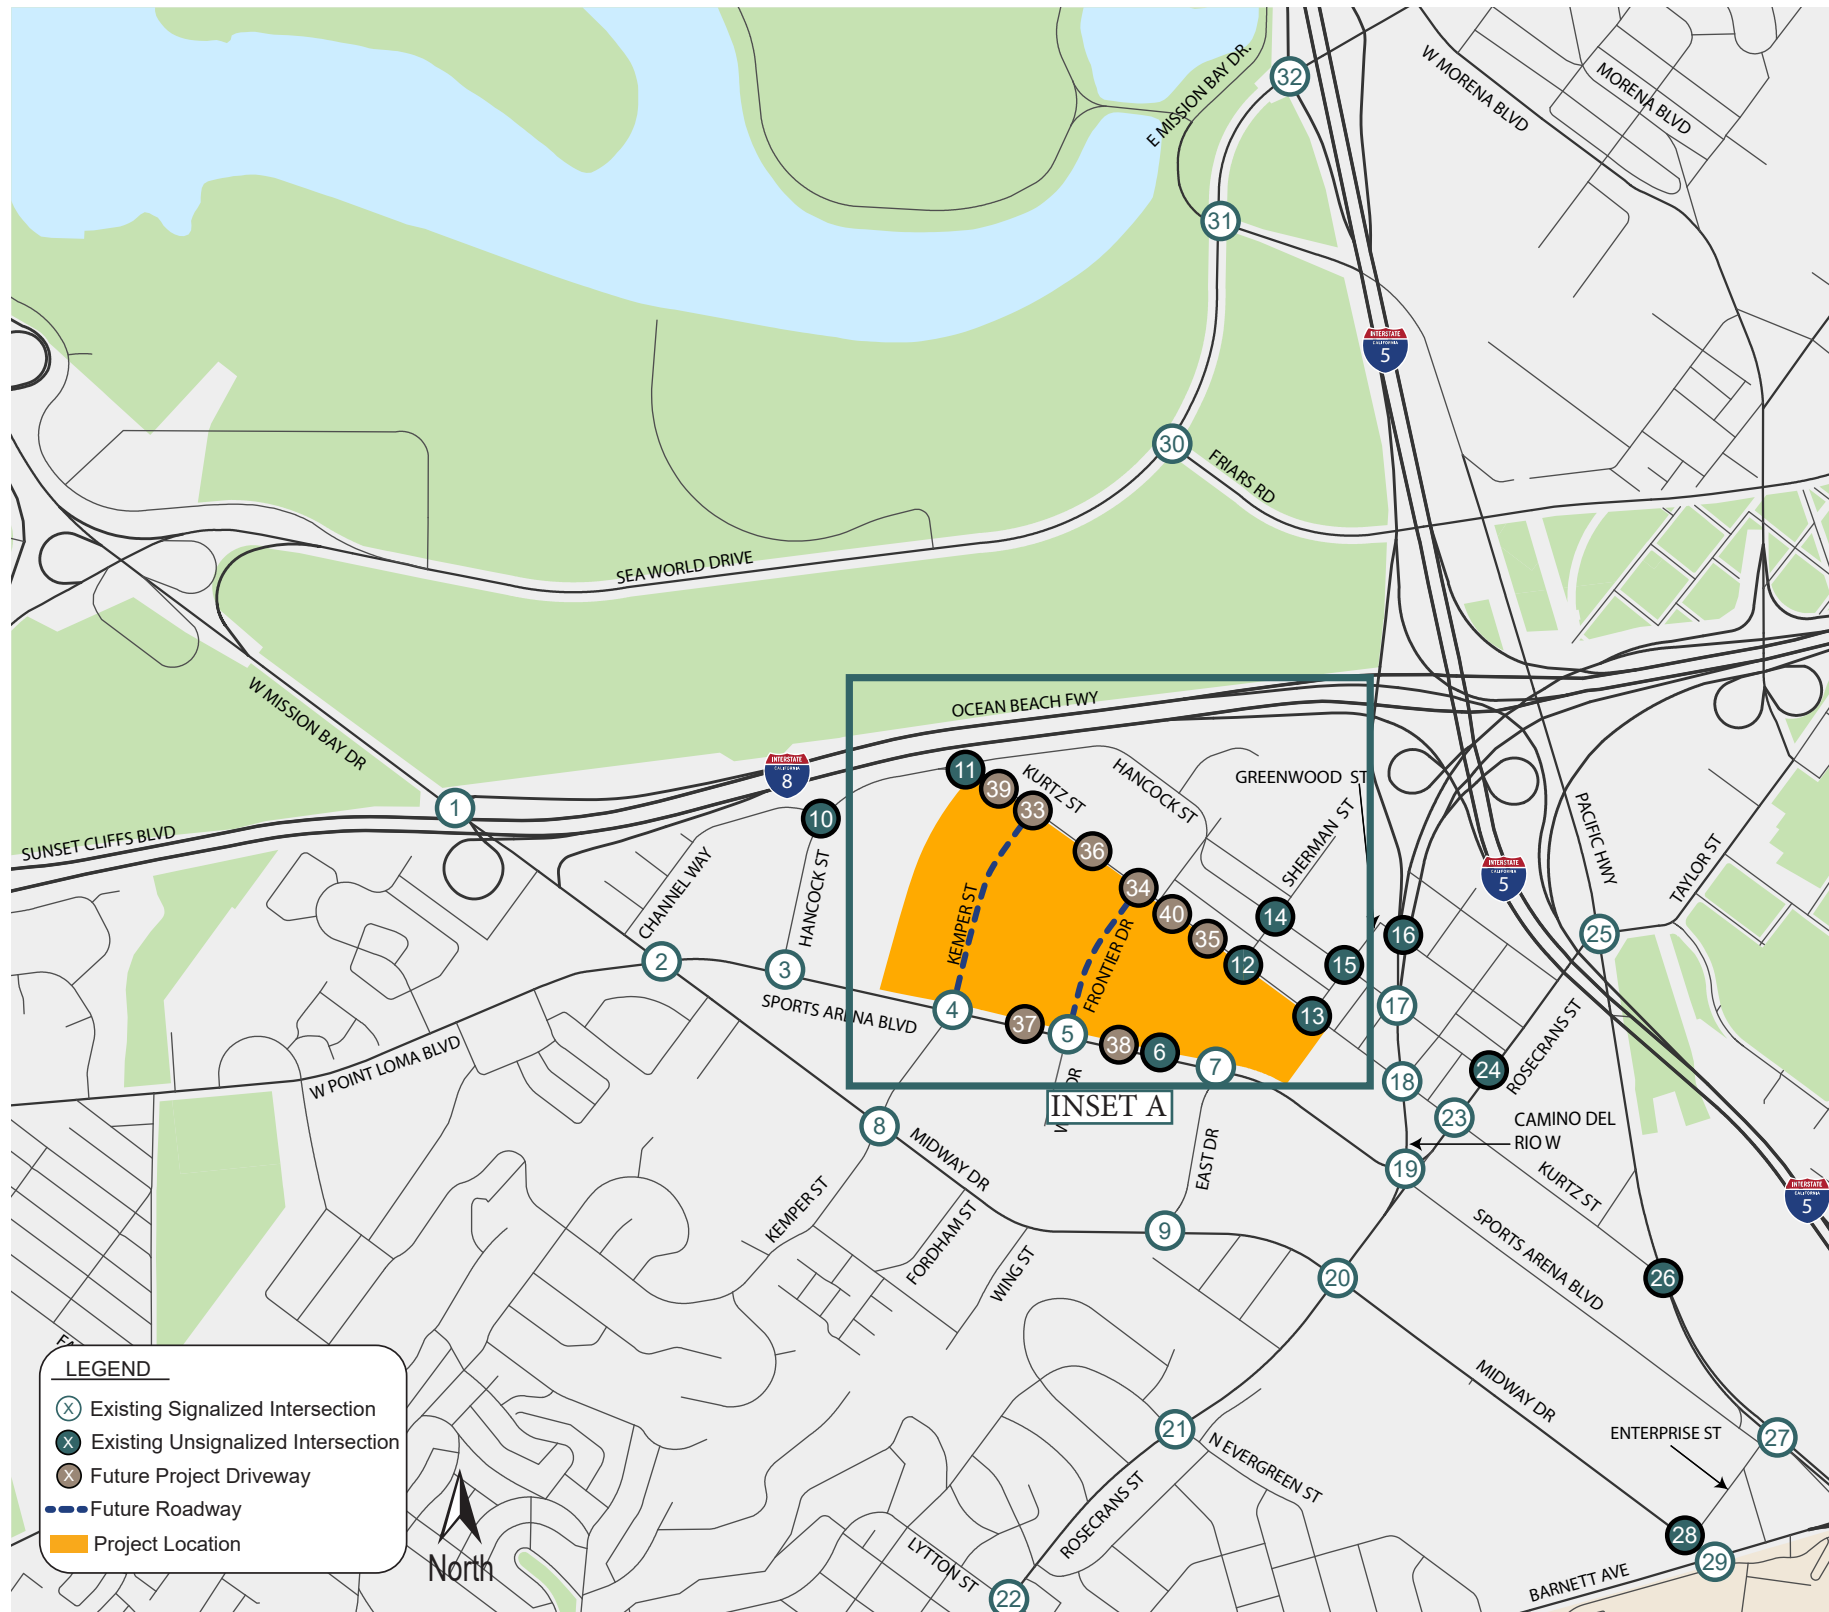 32
E MISSION BAY DR.
W MORENA BLVD
MORENA BLVD
31
INTERSTATE
CALIFORNIA
5
30
FRIARS RD
SEA WORLD DRIVE
W MISSION BAY DR
OCEAN BEACH FWY
INTERSTATE
CALIFORNIA
8
1
SUNSET CLIFFS BLVD
10
11
39
33
KURTZ ST
HANCOCK ST
GREENWOOD ST
SHERMAN ST
PACIFIC HWY
TAYLOR ST
INTERSTATE
CALIFORNIA
5
36
34
40
35
12
14
15
16
25
CHANNEL WAY
HANCOCK ST
KEMPER ST
FRONTIER DR
2
3
SPORTS ARENA BLVD
4
37
5
38
6
7
13
17
18
24
ROSECRANS ST
23
CAMINO DEL
RIO W
W POINT LOMA BLVD
DR
INSET A
8
MIDWAY DR
EAST DR
19
KURTZ ST
SPORTS ARENA BLVD
INTERSTATE
CALIFORNIA
5
KEMPER ST
FORDHAM ST
WING ST
9
20
26
MIDWAY DR
ENTERPRISE ST
27
21
N EVERGREEN ST
ROSECRANS ST
LYTTON ST
22
28
29
BARNETT AVE
LEGEND
X Existing Signalized Intersection
X Existing Unsignalized Intersection
X Future Project Driveway
Future Roadway
Project Location
North